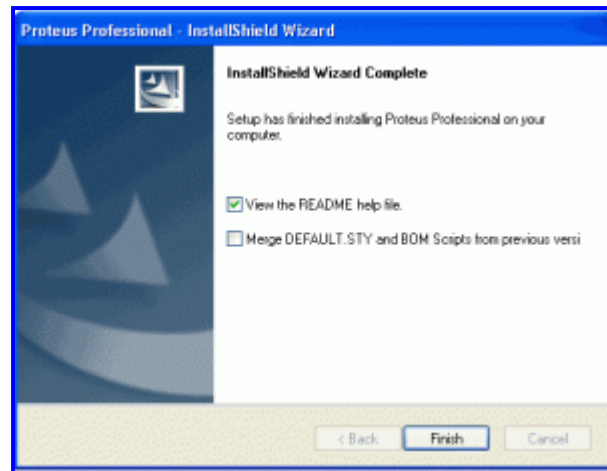 Proteus Professional - InstallShield Wizard
InstallShield Wizard Complete
Setup has finished installing Proteus Professional on your
computer.
View the README help file.
Merge DEFAULT.STY and BOM Scripts from previous versi
< Back
Finish
Cancel